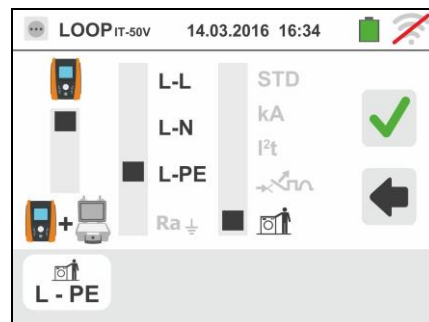 LOOP IT-50V 14.03.2016 16:34
L-L STD
L-N kA
I²t
L-PE
Ra
L - PE